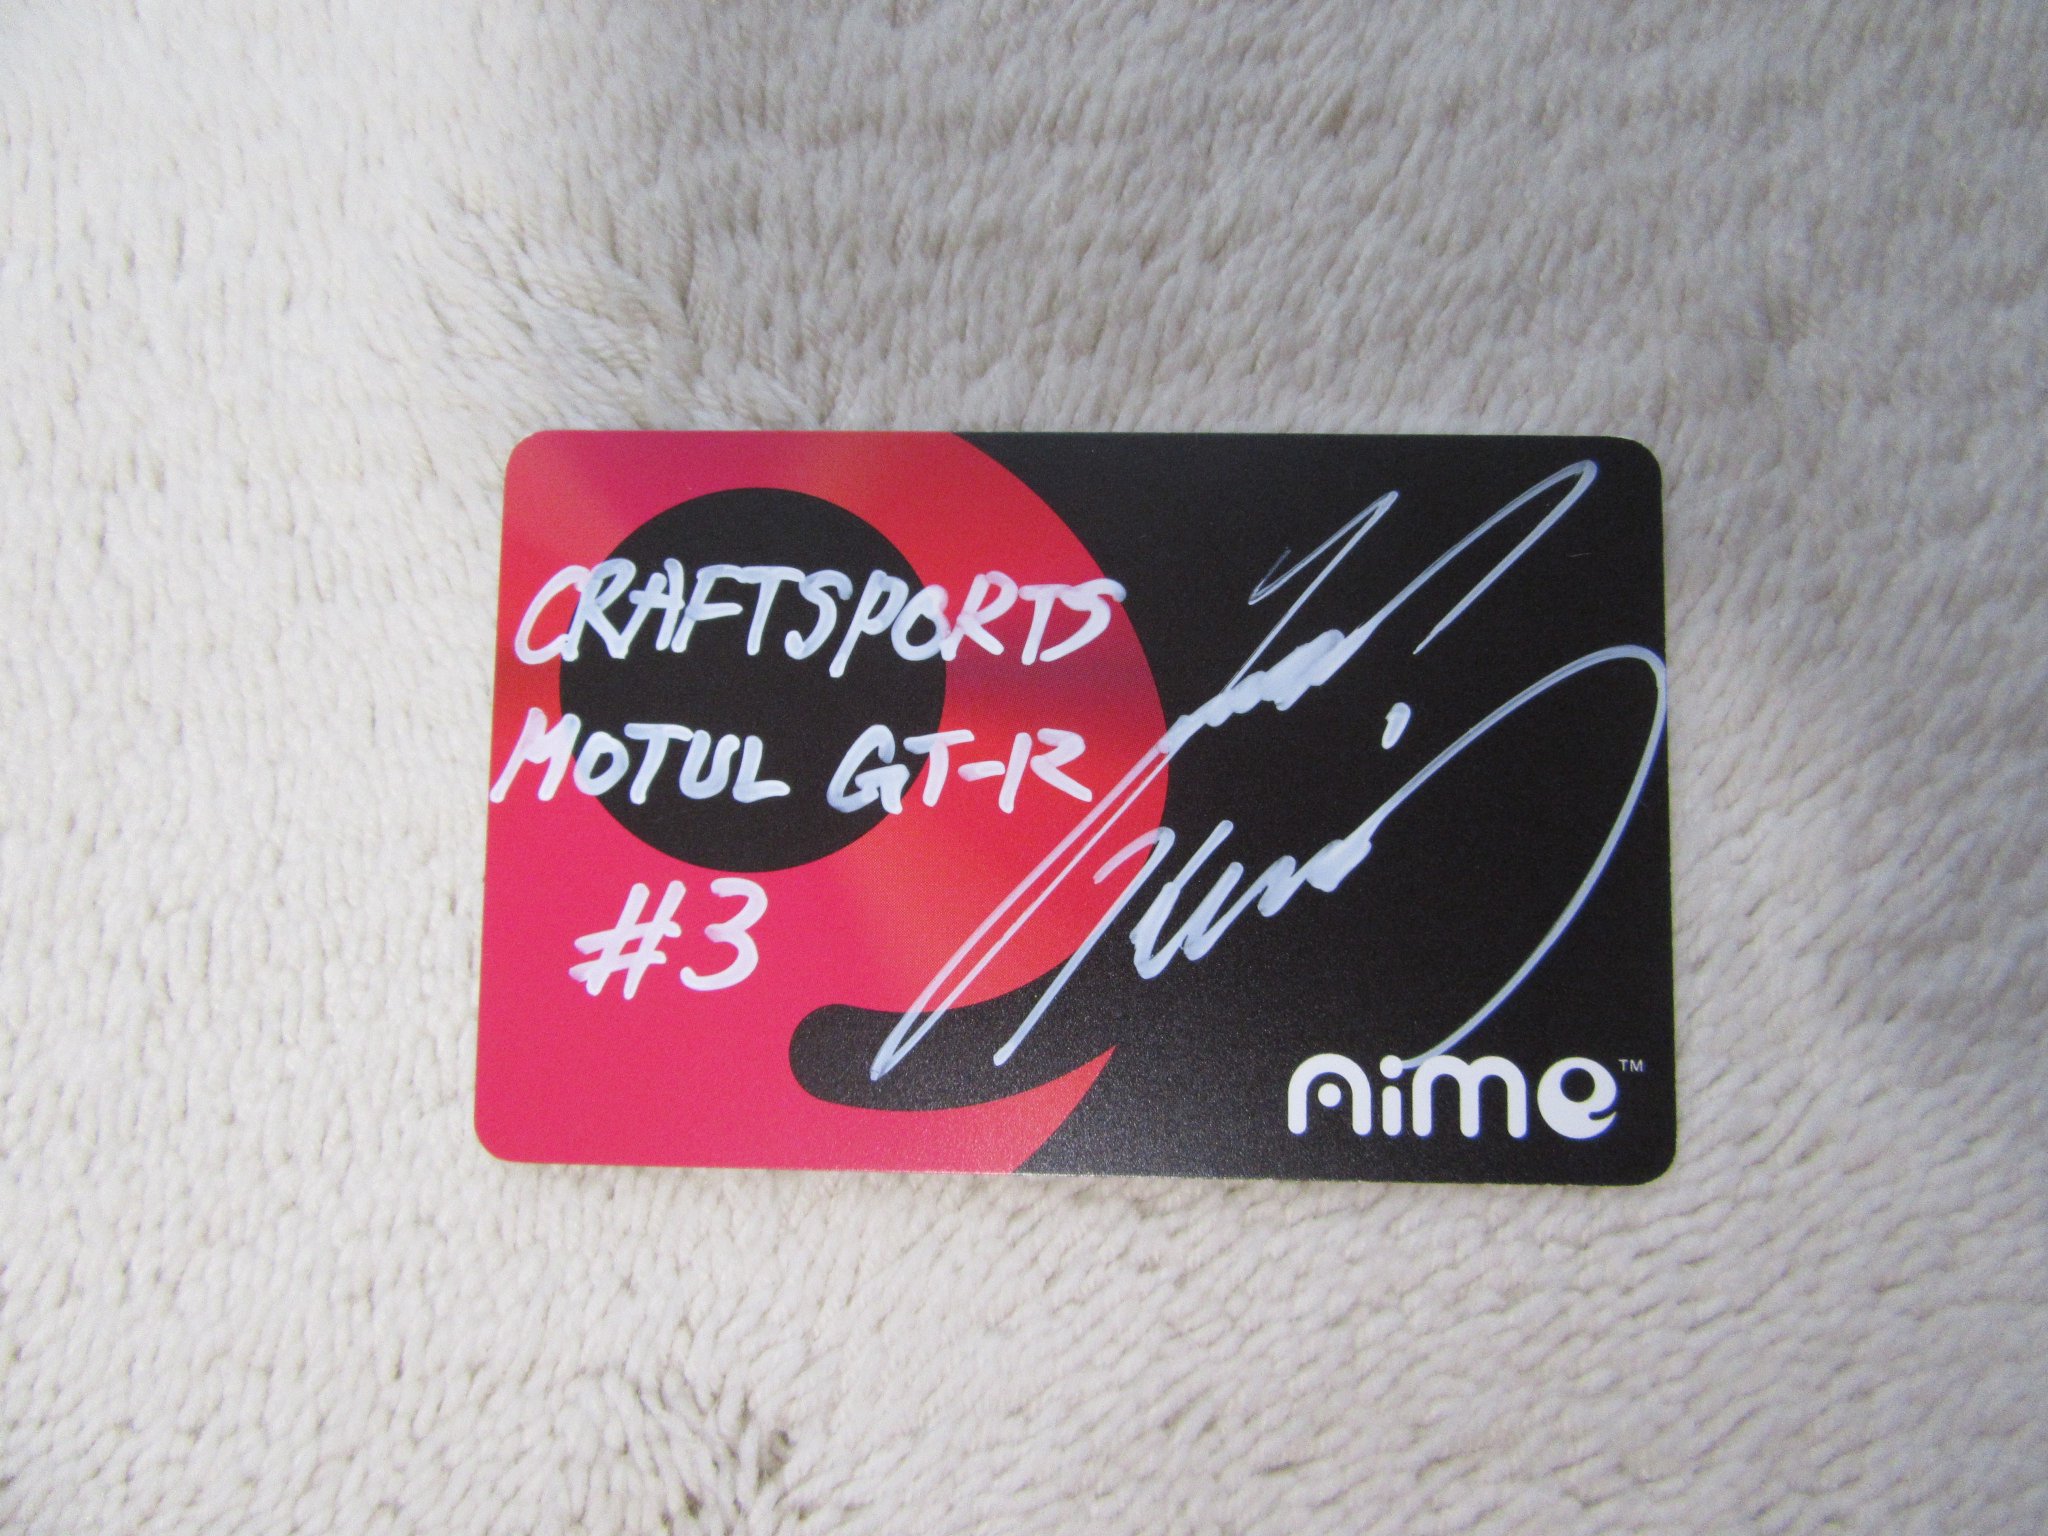 CRAFTSPORTS
MOTUL GT-R
#3
Aime™